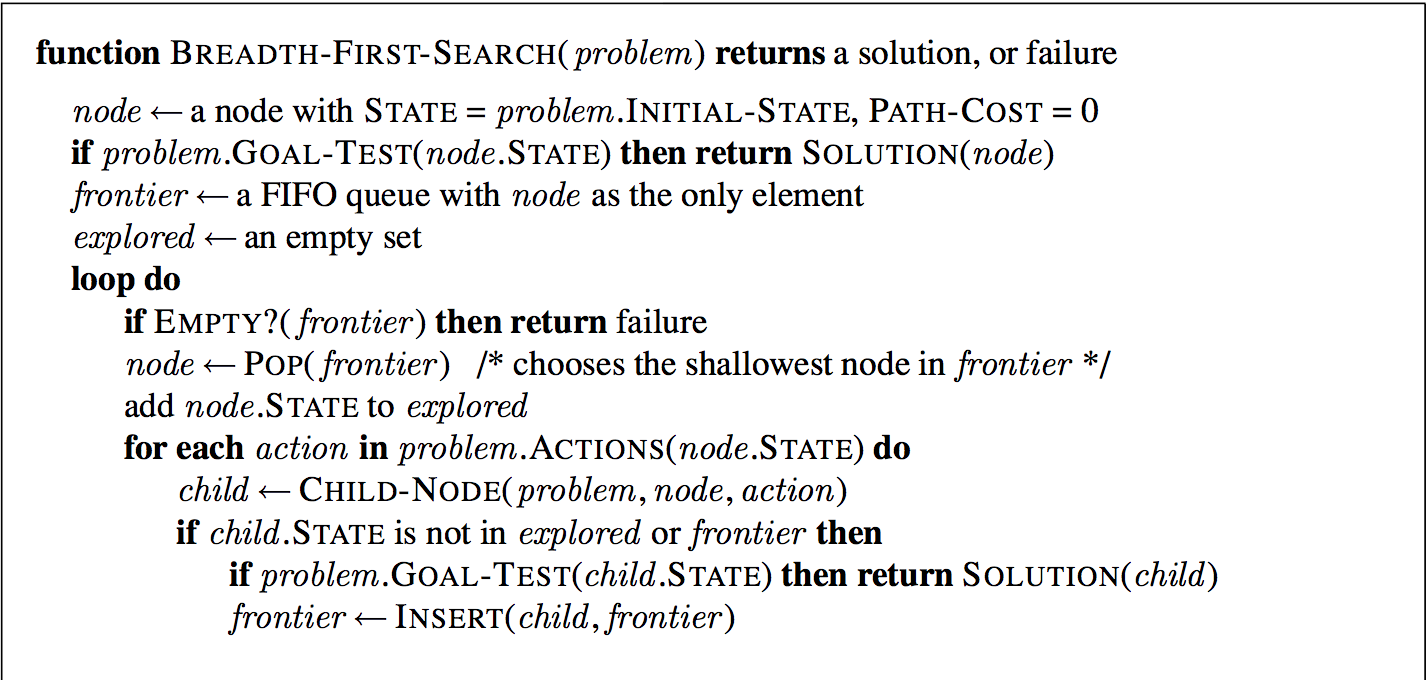 function BREADTH-FIRST-SEARCH(problem) returns a solution, or failure
node ← a node with STATE = problem.INITIAL-STATE, PATH-COST = 0
if problem.GOAL-TEST(node.STATE) then return SOLUTION(node)
frontier ← a FIFO queue with node as the only element
explored ← an empty set
loop do
if EMPTY?(frontier) then return failure
node ← POP(frontier) /* chooses the shallowest node in frontier */
add node.STATE to explored
for each action in problem.ACTIONS(node.STATE) do
child ← CHILD-NODE(problem, node, action)
if child.STATE is not in explored or frontier then
if problem.GOAL-TEST(child.STATE) then return SOLUTION(child)
frontier ← INSERT(child, frontier)